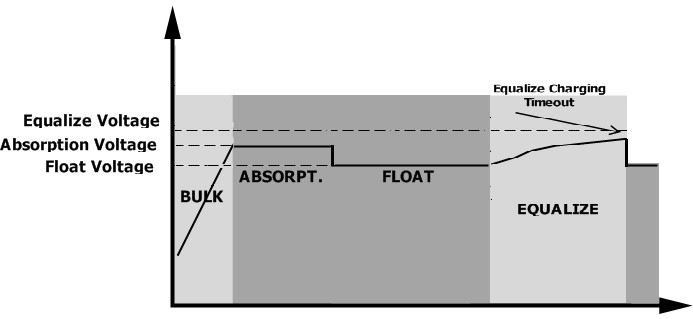 Equalize Charging
Timeout
Equalize Voltage
Absorption Voltage
Float Voltage
ABSORPT.
FLOAT
BULK
EQUALIZE